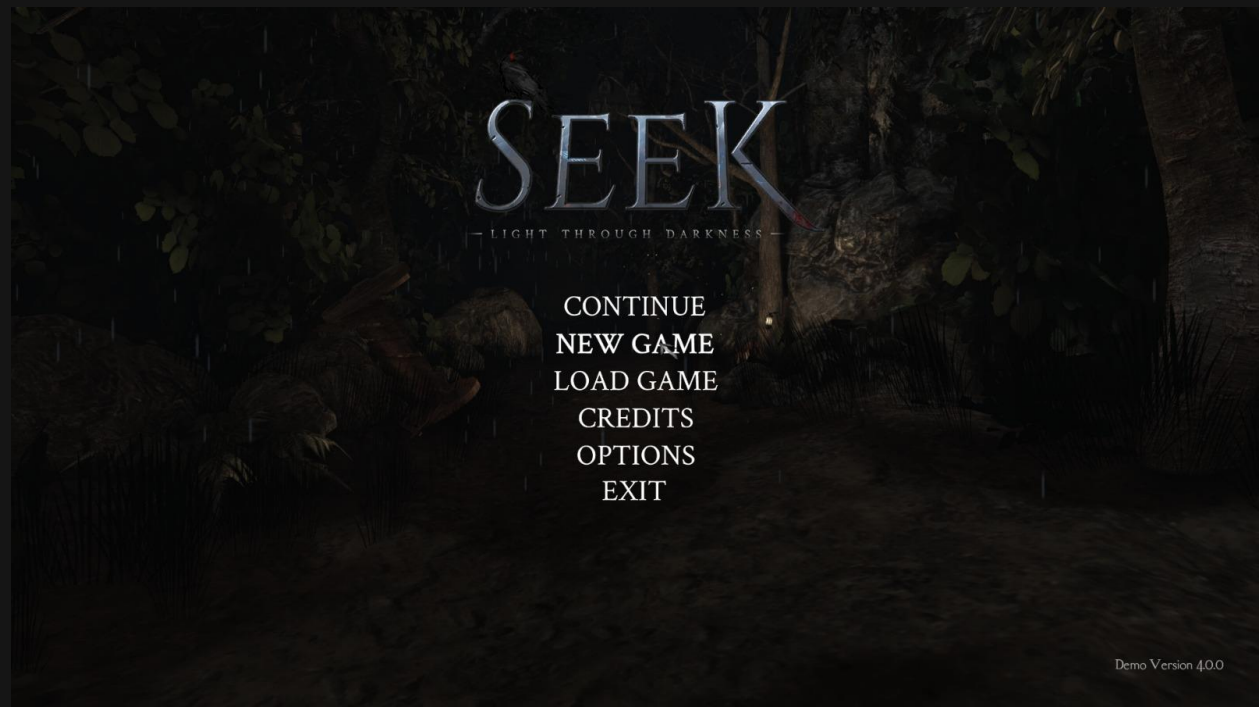 SEEK
LIGHT THROUGH DARKNESS
CONTINUE
NEW GAME
LOAD GAME
CREDITS
OPTIONS
EXIT
Demo Version 4.0.0